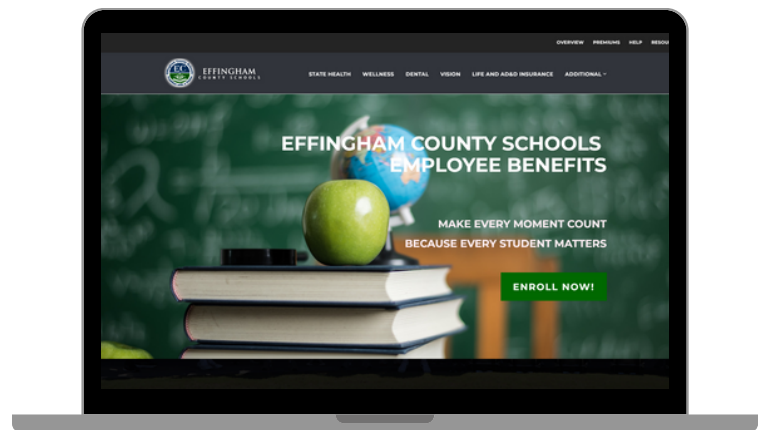 OVERVIEW PREMIUMS HELP RESOU
EFFINGHAM
COUNTY SCHOOLS
STATE HEALTH WELLNESS DENTAL VISION LIFE AND AD&D INSURANCE ADDITIONAL
EFFINGHAM COUNTY SCHOOLS
EMPLOYEE BENEFITS
MAKE EVERY MOMENT COUNT
BECAUSE EVERY STUDENT MATTERS
ENROLL NOW!